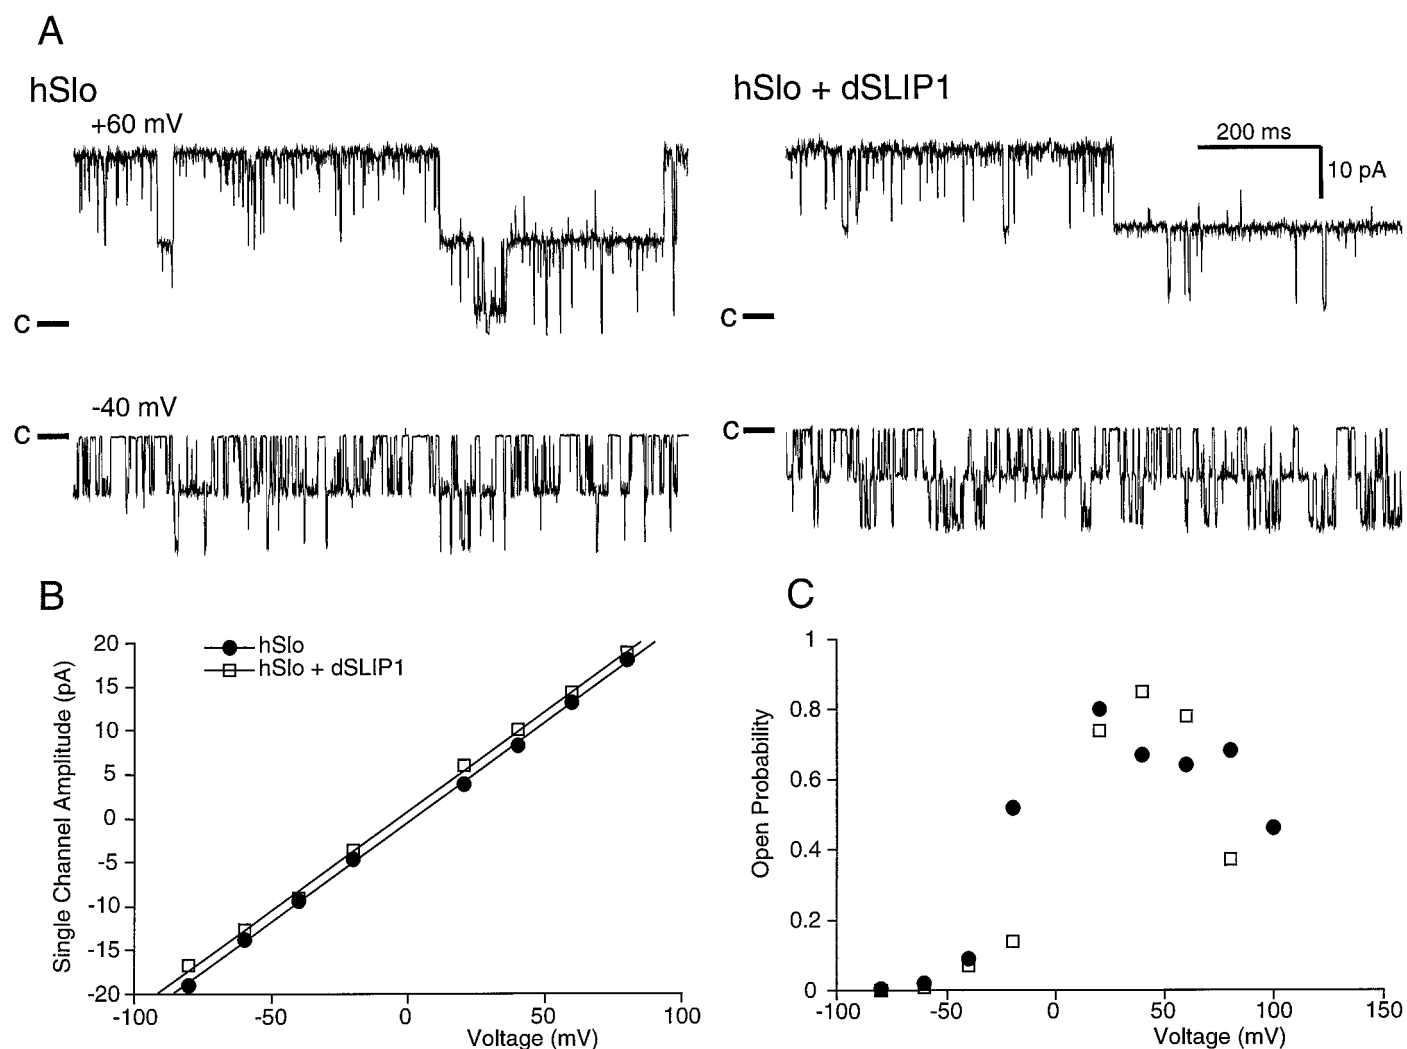 A
hSlo
hSlo + dSLIP1
+60 mV
200 ms
10 pA
C
C
-40 mV
C
C
B
C
hSlo
hSlo + dSLIP1
Single Channel Amplitude (pA)
20
15
10
5
0
-5
-10
-15
-20
-100
-50
0
50
100
Voltage (mV)
Open Probability
1
0.8
0.6
0.4
0.2
0
-100
-50
0
50
100
150
Voltage (mV)